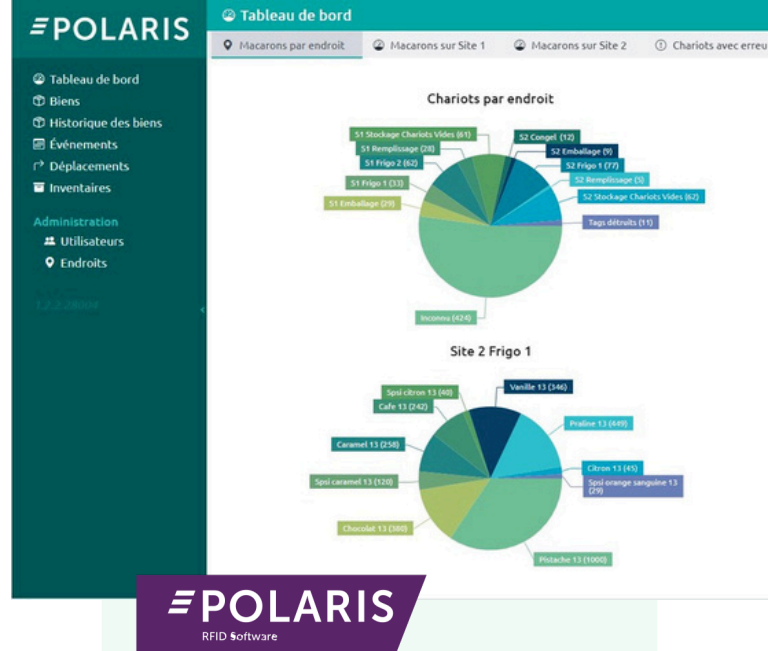 POLARIS
Tableau de bord
Macarons par endroit
Macarons sur Site 1
Macarons sur Site 2
Chariots avec erreu
Tableau de bord
Biens
Historique des biens
Événements
Déplacements
Inventaires
Administration
Utilisateurs
Endroits
Chariots par endroit
S1 Stockage Chariots Vides (61)
S1 Remplissage (28)
S1 Frigo 2 (62)
S1 Frigo 1 (33)
S1 Emballage (29)
S2 Congel (12)
S2 Emballage (9)
S2 Frigo 1 (77)
S2 Remplissage (5)
S2 Stockage Chariots Vides (62)
Tags détruits (11)
Inconnu (424)
Site 2 Frigo 1
Spsi citron 13 (40)
Cafe 13 (242)
Caramel 13 (258)
Spsi caramel 13 (120)
Chocolat 13 (380)
Vanille 13 (346)
Praline 13 (449)
Citron 13 (45)
Spsi orange sanguine 13
(29)
Pistache 13 (1000)
POLARIS
RFID Software